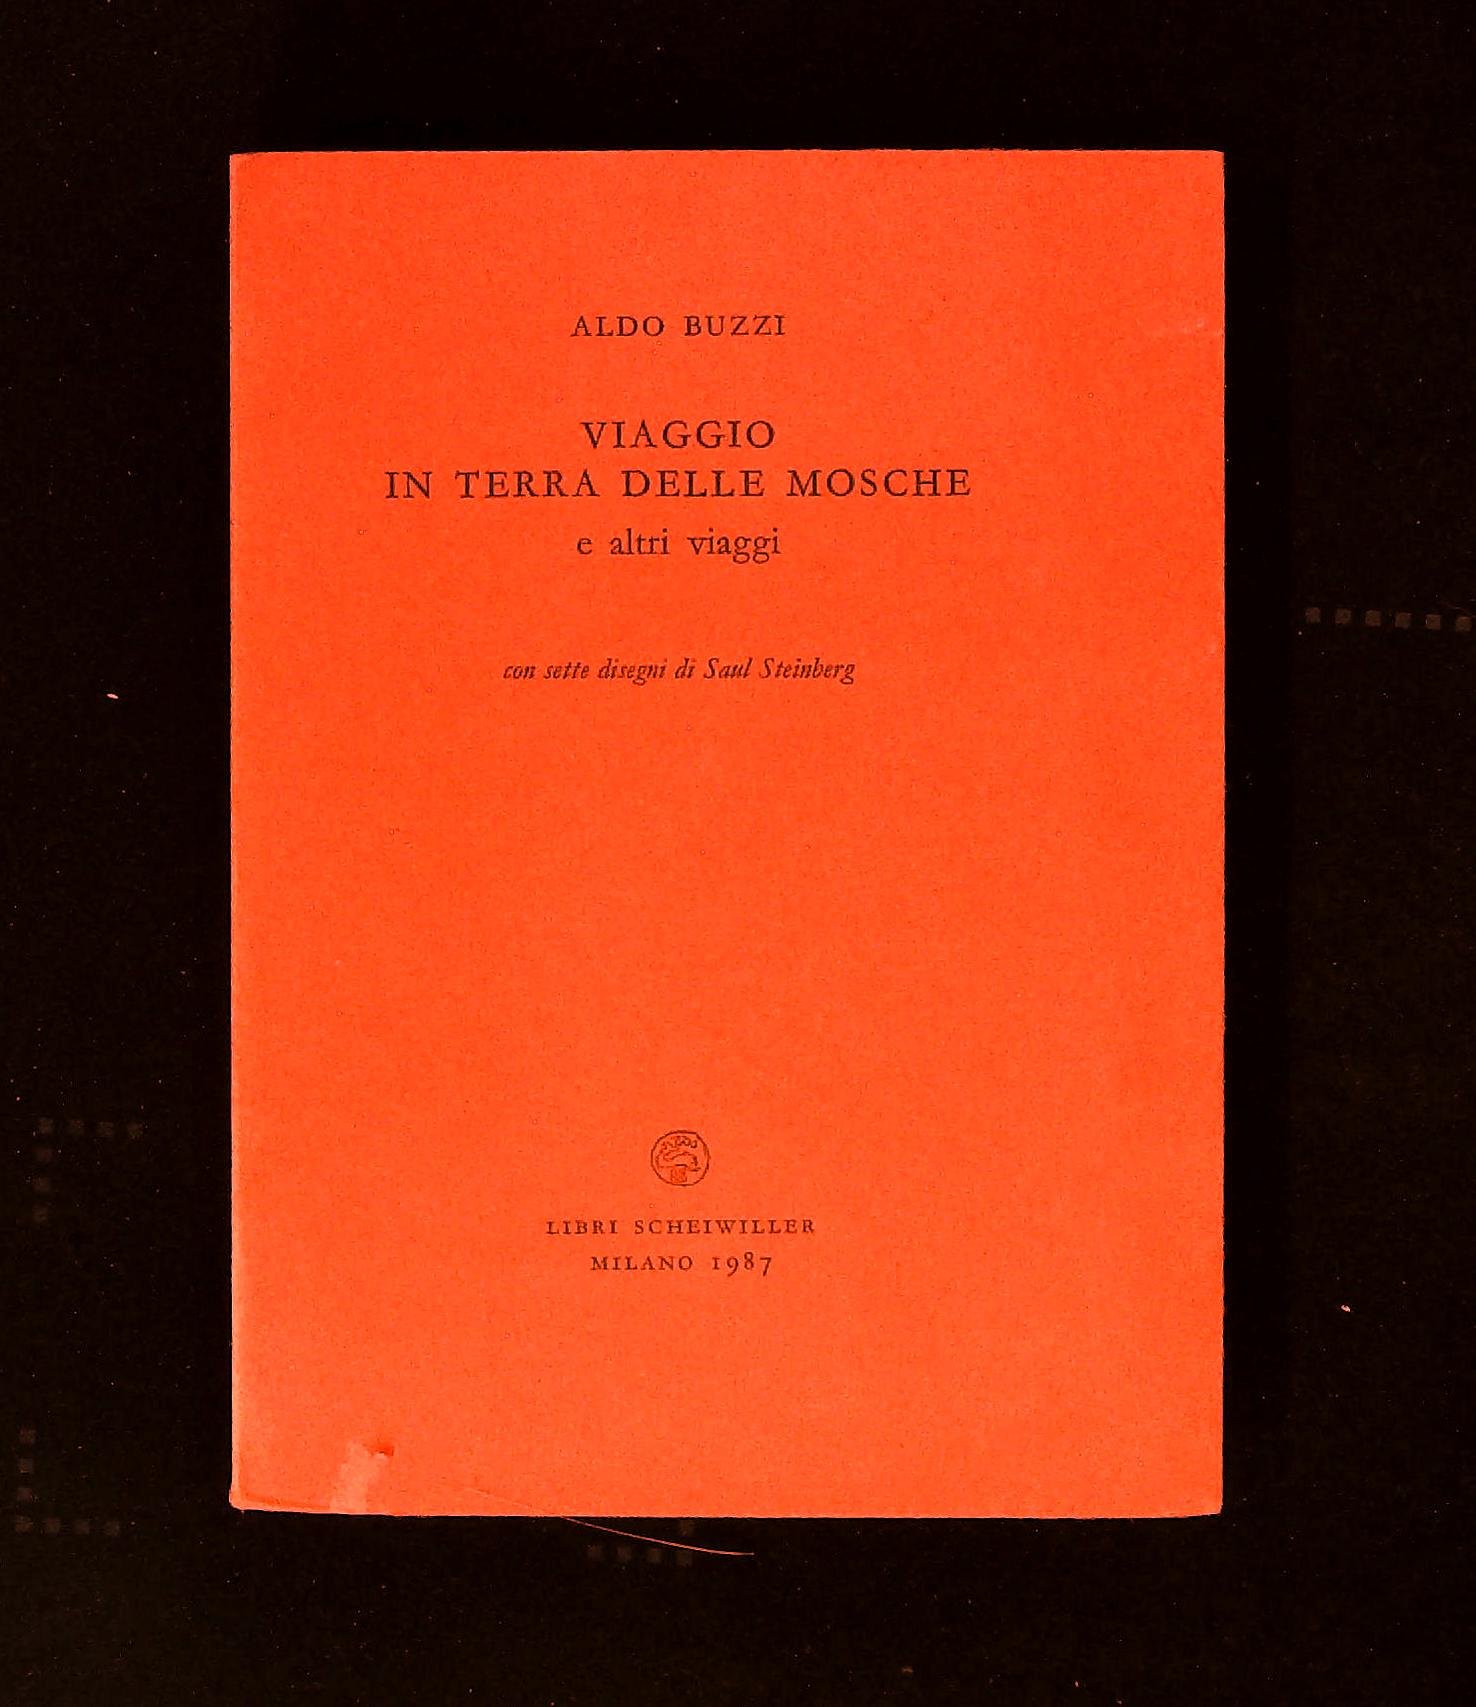 ALDO BUZZI
VIAGGIO
IN TERRA DELLE MOSCHE
e altri viaggi
con sette disegni di Saul Steinberg
LIBRI SCHEIWILLER
MILANO 1987